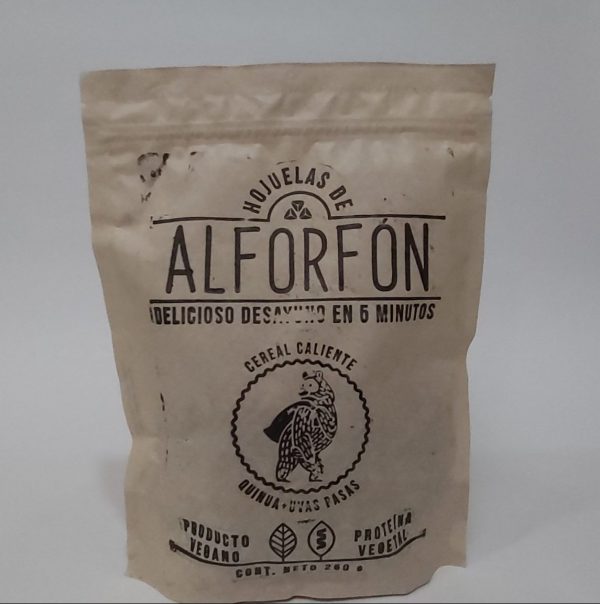 HOJUELAS DE
ALFORFÓN
¡DELICIOSO DESAYUNO EN 5 MINUTOS
CEREAL CALIENTE
QUINUA + UVAS PASAS
PRODUCTO VEGANO
PROTEÍNA VEGETAL
CONT. NETO 260 g